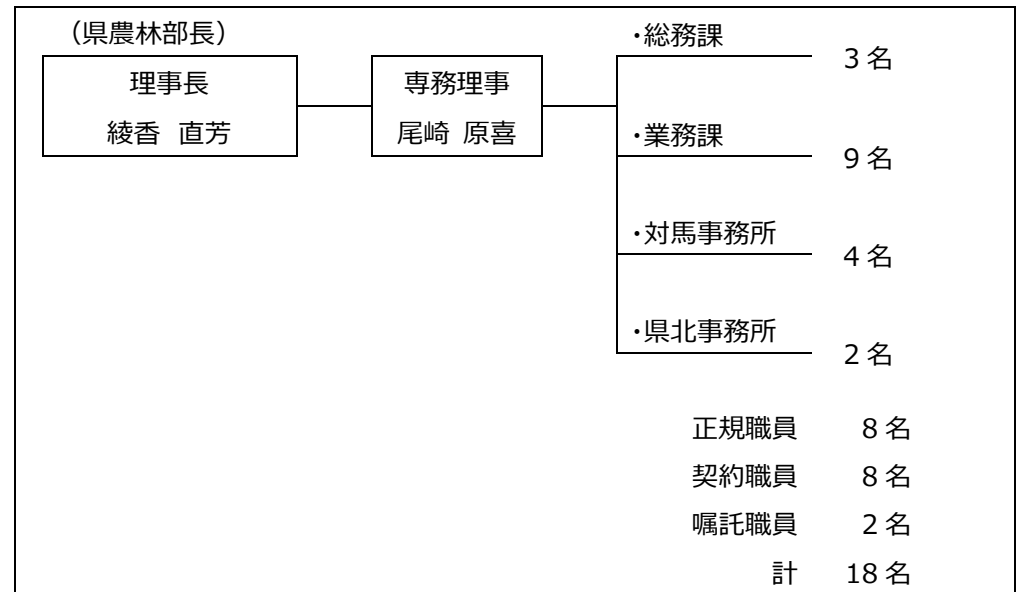 （県農林部長）
理事長
綾香 直芳
専務理事
尾崎 原喜
・総務課 3名
・業務課 9名
・対馬事務所 4名
・県北事務所 2名
正規職員 8名
契約職員 8名
嘱託職員 2名
計 18名